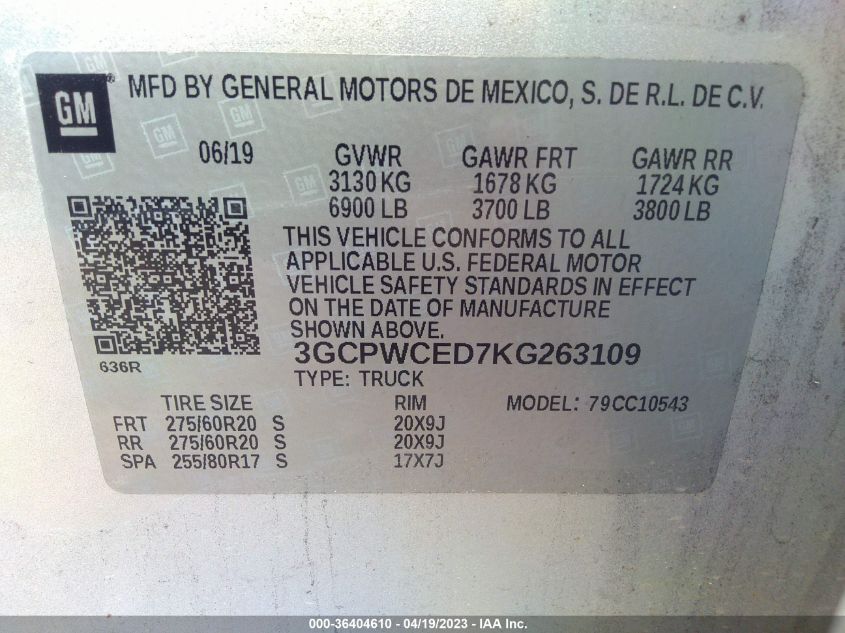 GM
MFD BY GENERAL MOTORS DE MEXICO, S. DE R.L. DE C.V.
06/19 GVWR GAWR FRT GAWR RR
3130 KG 1678 KG 1724 KG
6900 LB 3700 LB 3800 LB
THIS VEHICLE CONFORMS TO ALL
APPLICABLE U.S. FEDERAL MOTOR
VEHICLE SAFETY STANDARDS IN EFFECT
ON THE DATE OF MANUFACTURE
SHOWN ABOVE.
636R
3GCPWCED7KG263109
TYPE: TRUCK
TIRE SIZE RIM MODEL: 79CC10543
FRT 275/60R20 S 20X9J
RR 275/60R20 S 20X9J
SPA 255/80R17 S 17X7J
000-36404610 - 04/19/2023 - IAA Inc.